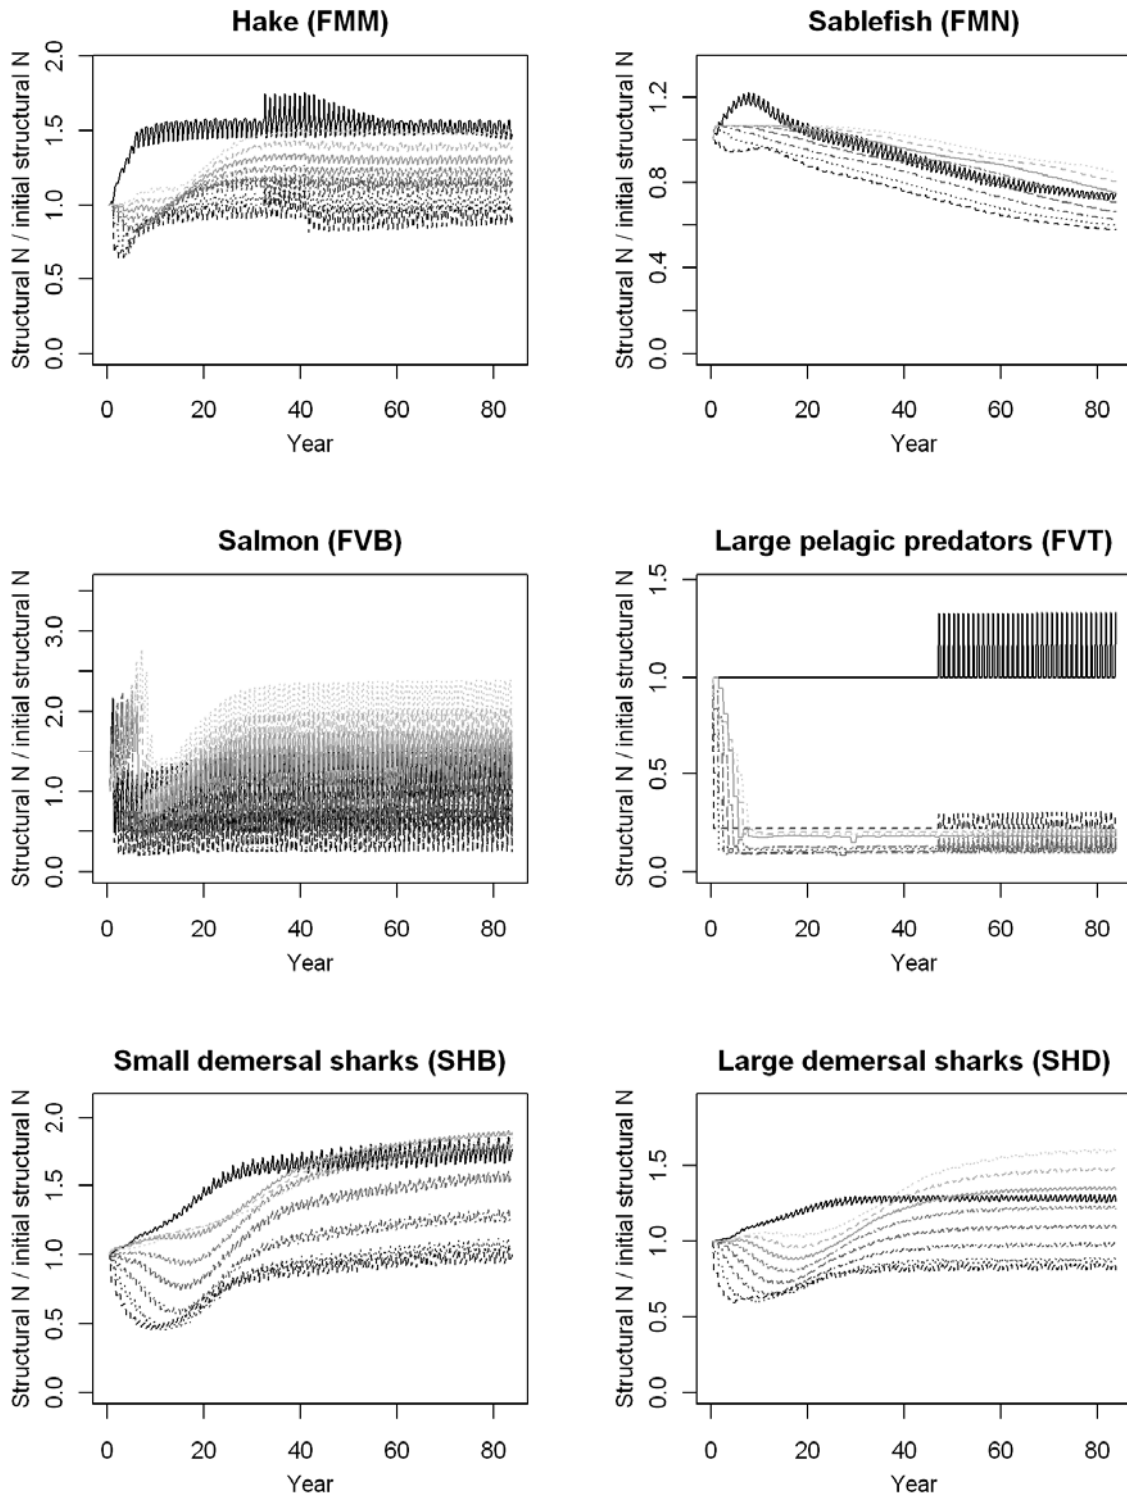 Hake (FMM)
Structural N / initial structural N
2.0
1.5
1.0
0.5
0.0
0 20 40 60 80
Year
Sablefish (FMN)
Structural N / initial structural N
1.2
0.8
0.4
0.0
0 20 40 60 80
Year
Salmon (FVB)
Structural N / initial structural N
3.0
2.0
1.0
0.0
0 20 40 60 80
Year
Large pelagic predators (FVT)
Structural N / initial structural N
1.5
1.0
0.5
0.0
0 20 40 60 80
Year
Small demersal sharks (SHB)
Structural N / initial structural N
2.0
1.5
1.0
0.5
0.0
0 20 40 60 80
Year
Large demersal sharks (SHD)
Structural N / initial structural N
1.5
1.0
0.5
0.0
0 20 40 60 80
Year